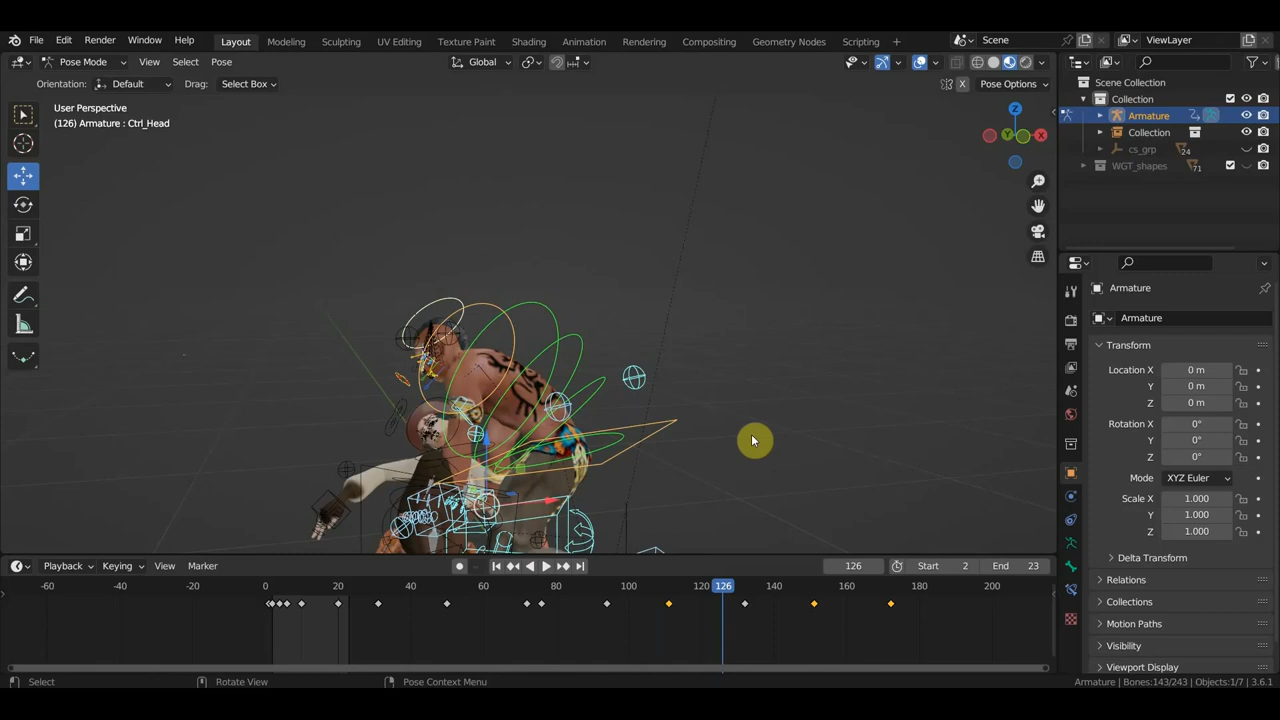 File Edit Render Window Help Layout Modeling Sculpting UV Editing Texture Paint Shading Animation Rendering Compositing Geometry Nodes Scripting + Scene ViewLayer
Pose Mode View Select Pose Global
Orientation: Default Drag: Select Box X Pose Options
User Perspective
(126) Armature : Ctrl_Head
Z
Y X
Scene Collection
Collection
Armature
Collection
cs_grp 24
WGT_shapes 71
Armature
Armature
Transform
Location X 0 m
Y 0 m
Z 0 m
Rotation X 0°
Y 0°
Z 0°
Mode XYZ Euler
Scale X 1.000
Y 1.000
Z 1.000
Delta Transform
Relations
Collections
Motion Paths
Visibility
Viewport Display
Playback Keying View Marker 126 Start 2 End 23
-60 -40 -20 0 20 40 60 80 100 126 140 160 180 200
Select Rotate View Pose Context Menu Armature | Bones:143/243 | Objects:1/7 | 3.6.1